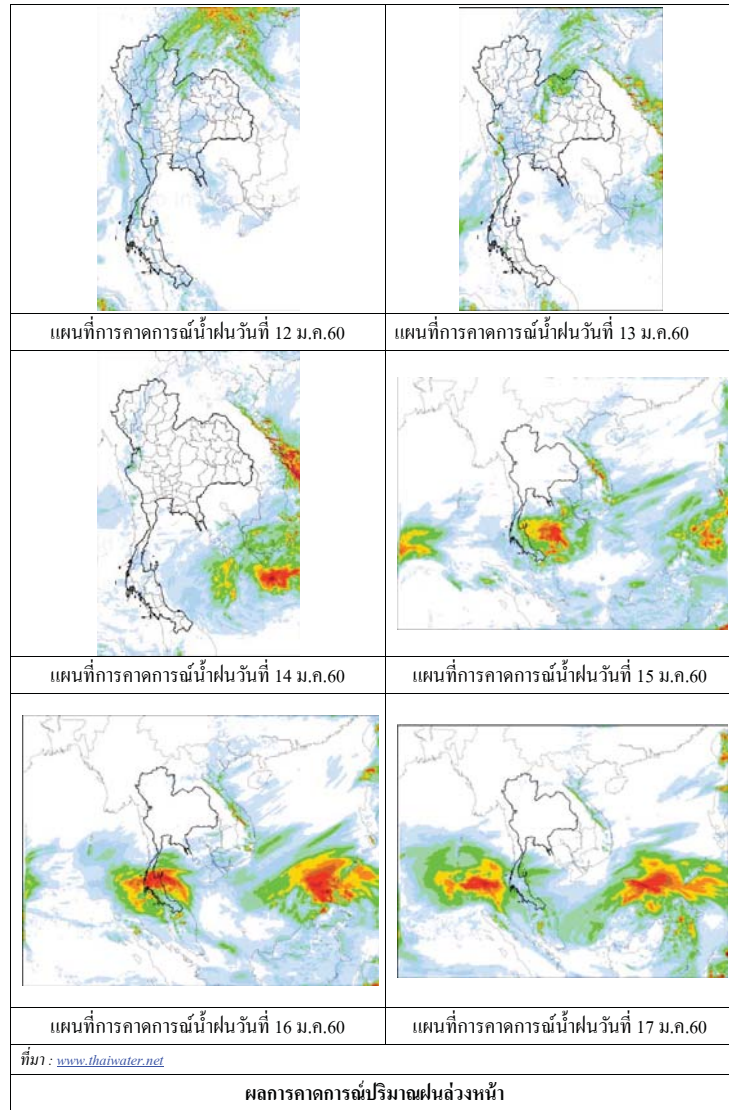 แผนที่การคาดการณ์น้ำฝนวันที่ 12 ม.ค.60
แผนที่การคาดการณ์น้ำฝนวันที่ 13 ม.ค.60
แผนที่การคาดการณ์น้ำฝนวันที่ 14 ม.ค.60
แผนที่การคาดการณ์น้ำฝนวันที่ 15 ม.ค.60
แผนที่การคาดการณ์น้ำฝนวันที่ 16 ม.ค.60
แผนที่การคาดการณ์น้ำฝนวันที่ 17 ม.ค.60
ที่มา : www.thaiwater.net
ผลการคาดการณ์ปริมาณฝนล่วงหน้า